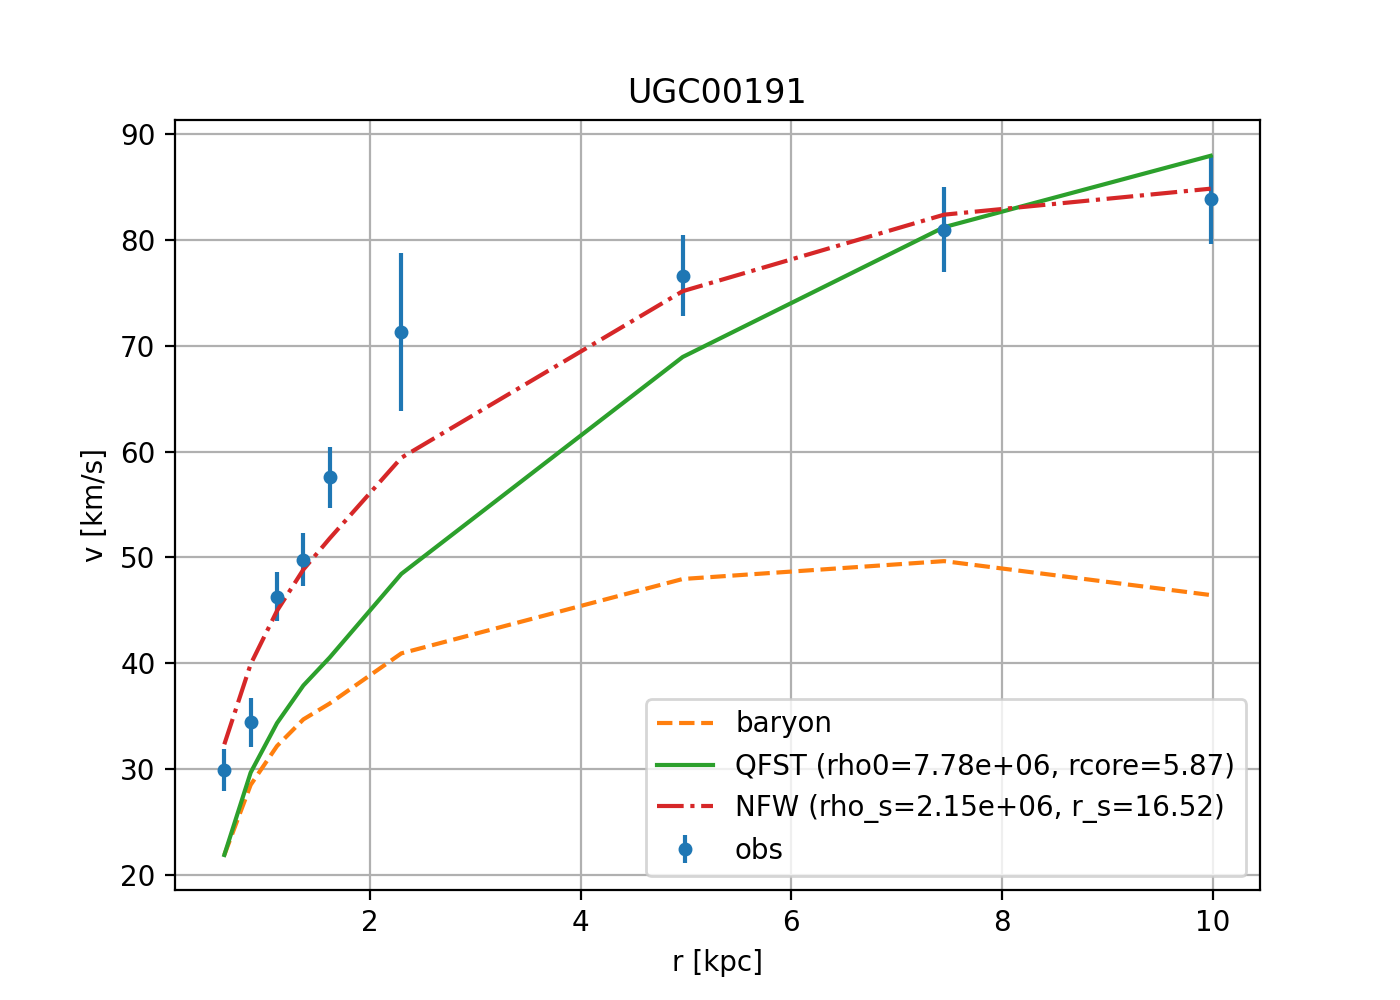 UGC00191
90
80
70
60
50
40
30
20
v [km/s]
baryon
QFST (rho0=7.78e+06, rcore=5.87)
NFW (rho_s=2.15e+06, r_s=16.52)
obs
2 4 6 8 10
r [kpc]